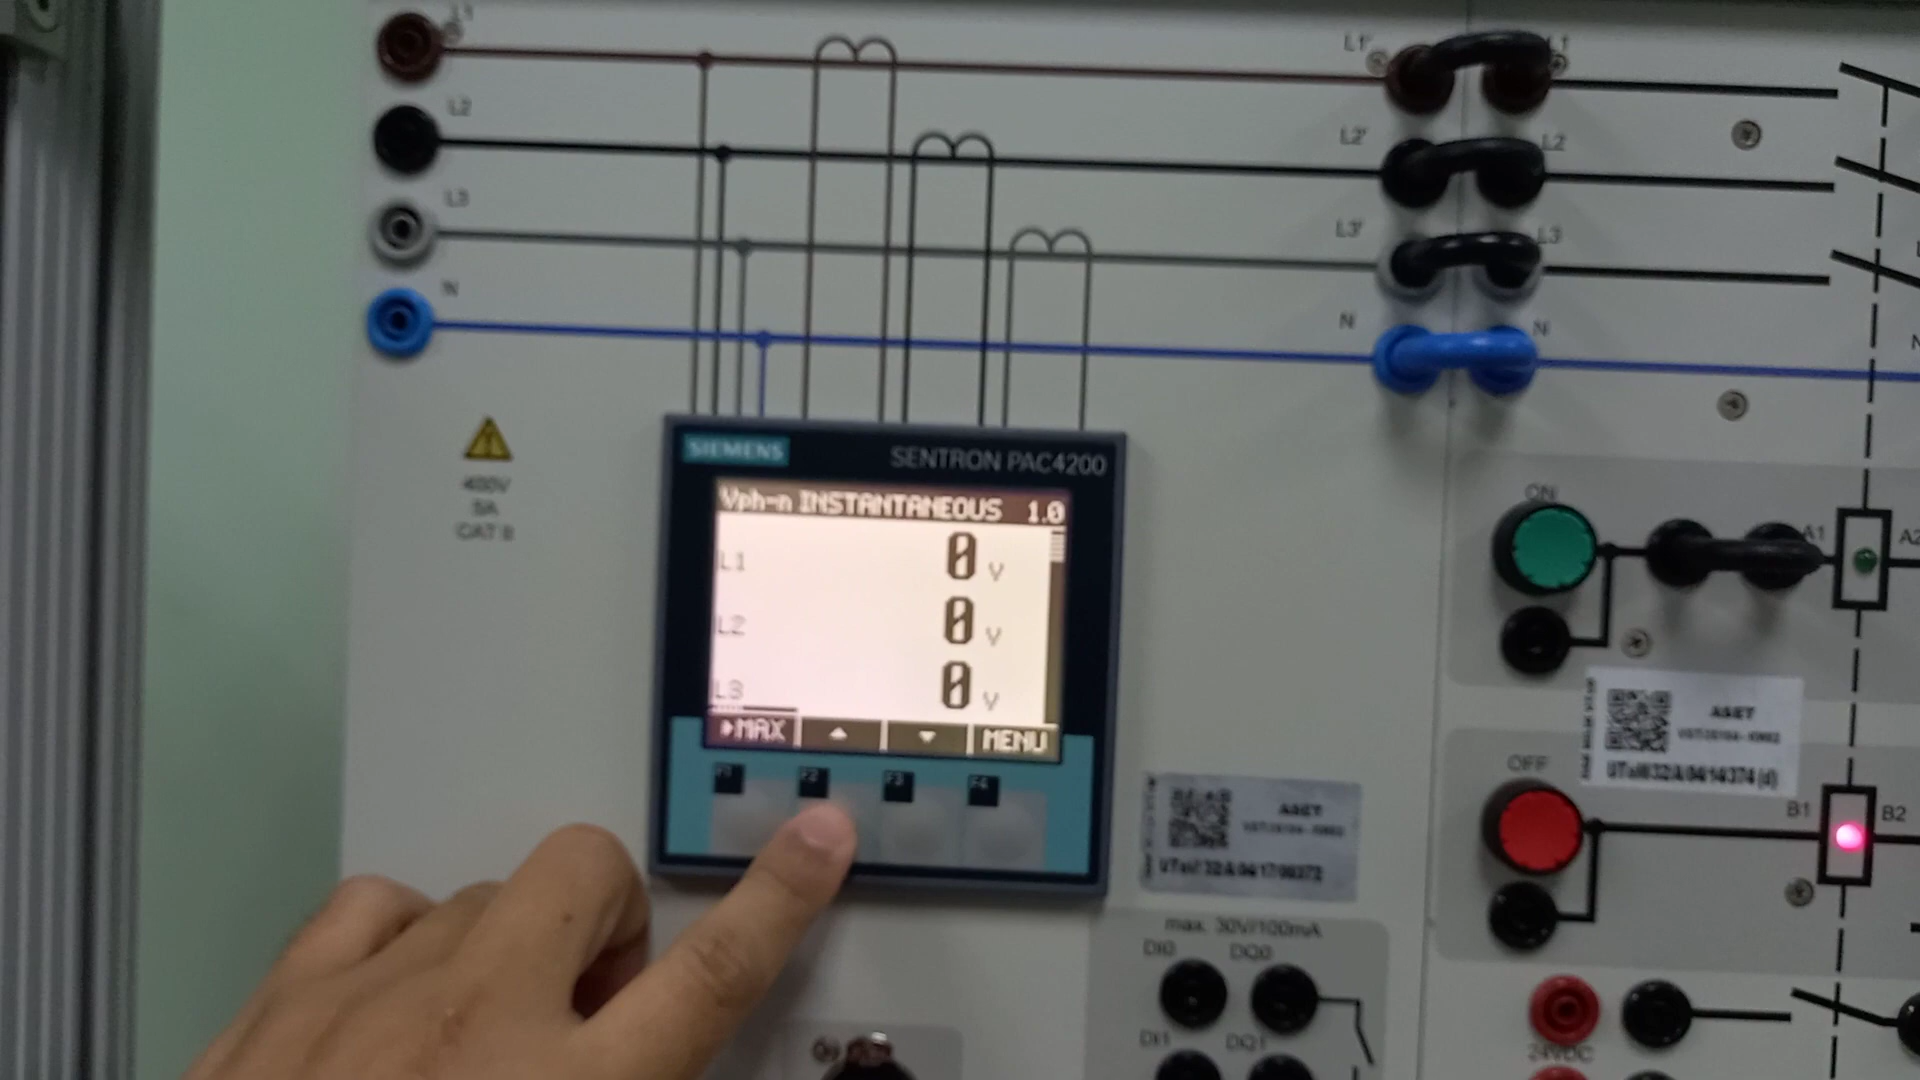 L1
L1'
L1
L2
L2'
L2
L3
L3'
L3
N
N
N
400V
5A
CAT II
SIEMENS
SENTRON PAC4200
Vph-n INSTANTANEOUS 1.0
L1 0 V
L2 0 V
L3 0 V
▸MAX ▲ ▼ MENU
F1 F2 F3 F4
ON
A1
A2
ASET
OFF
B1
B2
ASET
max. 30V/100mA
DI0
DQ0
DI1
DQ1
24VDC